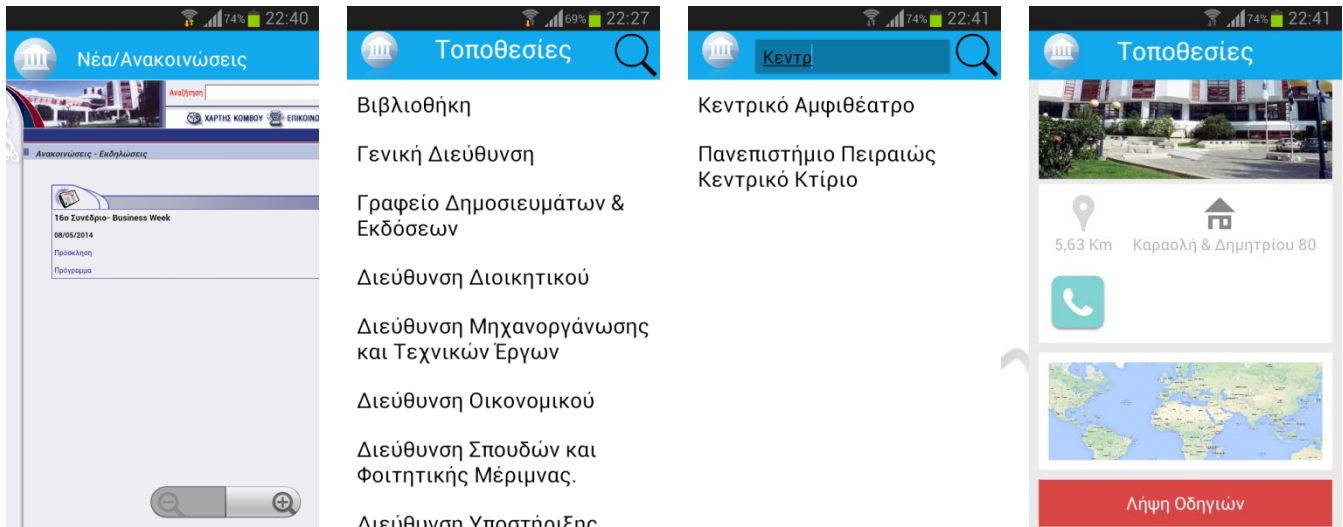 74% 22:40
Νέα/Ανακοινώσεις
Αναζήτηση
ΧΑΡΤΗΣ ΚΟΜΒΟΥ ΕΠΙΚΟΙΝΩ
Ανακοινώσεις - Εκδηλώσεις
16ο Συνέδριο- Business Week
08/05/2014
Πρόσκληση
Πρόγραμμα
69% 22:27
Τοποθεσίες
Βιβλιοθήκη
Γενική Διεύθυνση
Γραφείο Δημοσιευμάτων &
Εκδόσεων
Διεύθυνση Διοικητικού
Διεύθυνση Μηχανοργάνωσης
και Τεχνικών Έργων
Διεύθυνση Οικονομικού
Διεύθυνση Σπουδών και
Φοιτητικής Μέριμνας.
Διεύθυνση Υποστήριξης
74% 22:41
Κεντρ
Κεντρικό Αμφιθέατρο
Πανεπιστήμιο Πειραιώς
Κεντρικό Κτίριο
74% 22:41
Τοποθεσίες
5,63 Km Καραολή & Δημητρίου 80
Λήψη Οδηγιών